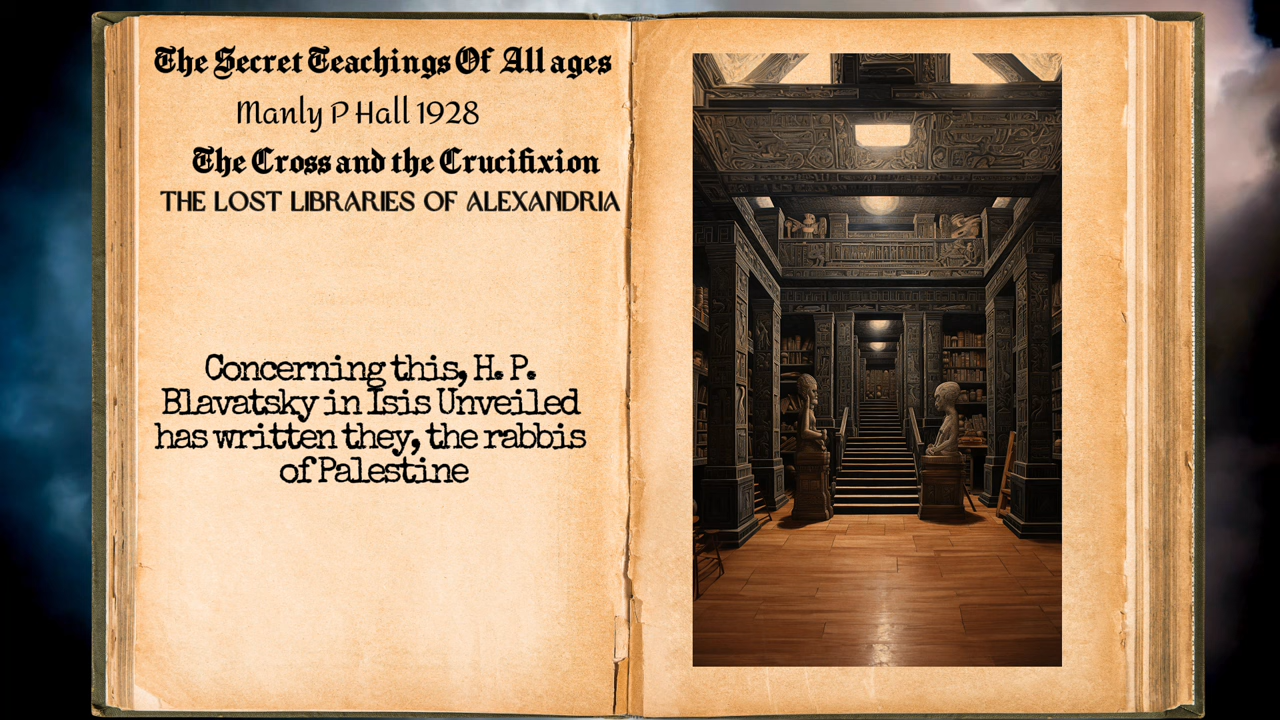 The Secret Teachings Of All ages
Manly P Hall 1928
The Cross and the Crucifixion
THE LOST LIBRARIES OF ALEXANDRIA
Concerning this, H. P.
Blavatsky in Isis Unveiled
has written they, the rabbis
of Palestine